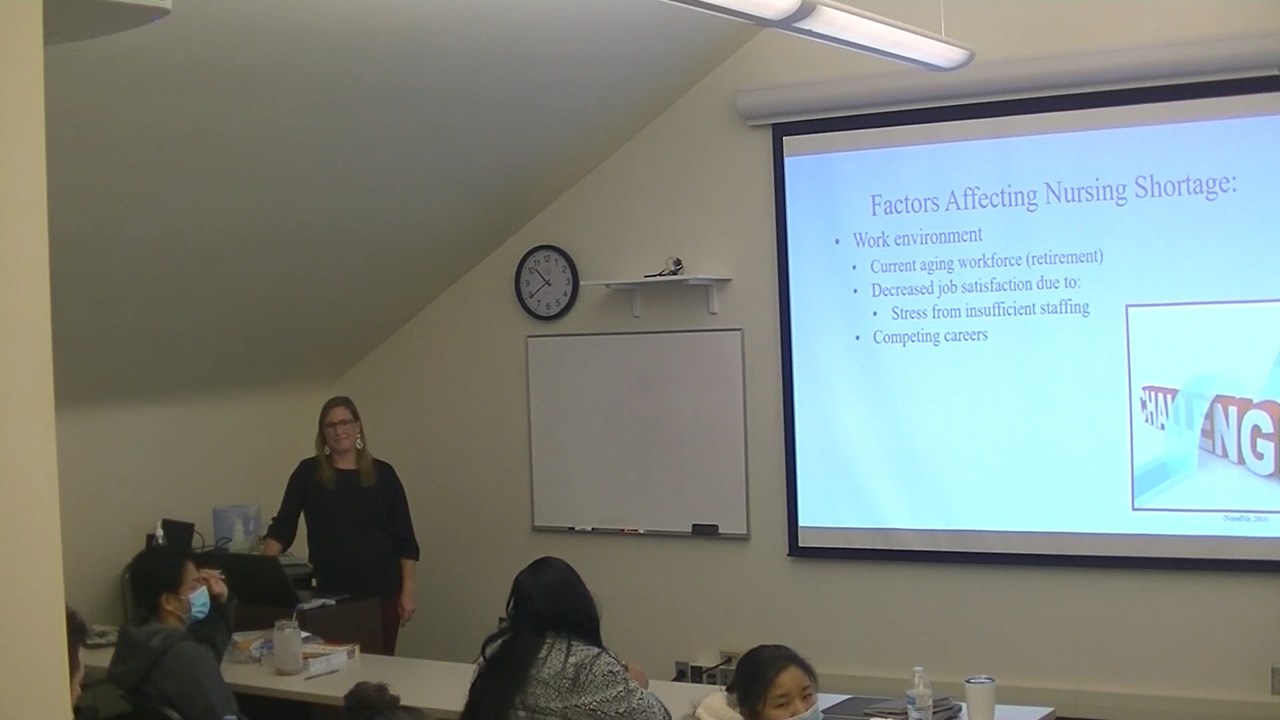 Factors Affecting Nursing Shortage:
• Work environment
• Current aging workforce (retirement)
• Decreased job satisfaction due to:
• Stress from insufficient staffing
• Competing careers
CHALLENG